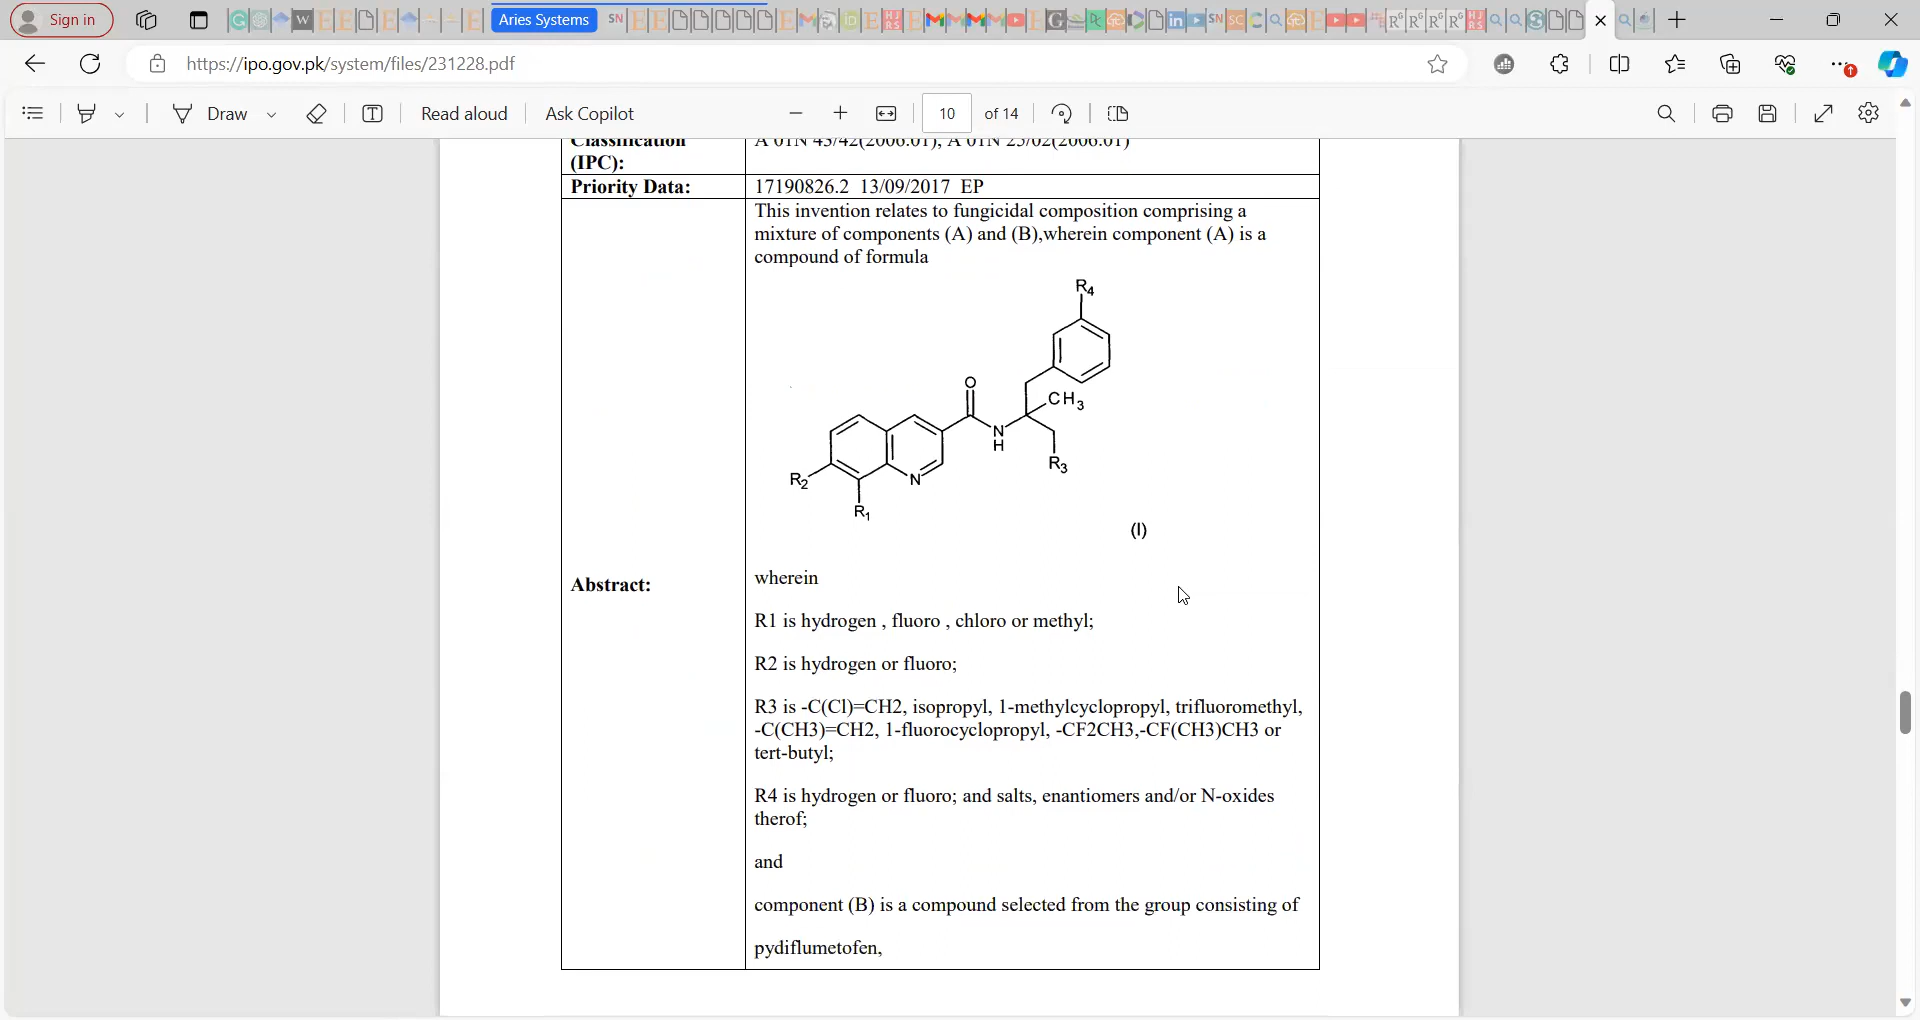 Sign in
Aries Systems
https://ipo.gov.pk/system/files/231228.pdf
Draw
Read aloud
Ask Copilot
10 of 14
Classification A 01N 43/42(2006.01), A 01N 25/02(2006.01)
(IPC):
Priority Data: 17190826.2 13/09/2017 EP
This invention relates to fungicidal composition comprising a
mixture of components (A) and (B),wherein component (A) is a
compound of formula
R4
O
CH3
N
H
R3
R2
N
R1
(I)
Abstract:
wherein
R1 is hydrogen , fluoro , chloro or methyl;
R2 is hydrogen or fluoro;
R3 is -C(Cl)=CH2, isopropyl, 1-methylcyclopropyl, trifluoromethyl,
-C(CH3)=CH2, 1-fluorocyclopropyl, -CF2CH3,-CF(CH3)CH3 or
tert-butyl;
R4 is hydrogen or fluoro; and salts, enantiomers and/or N-oxides
therof;
and
component (B) is a compound selected from the group consisting of
pydiflumetofen,